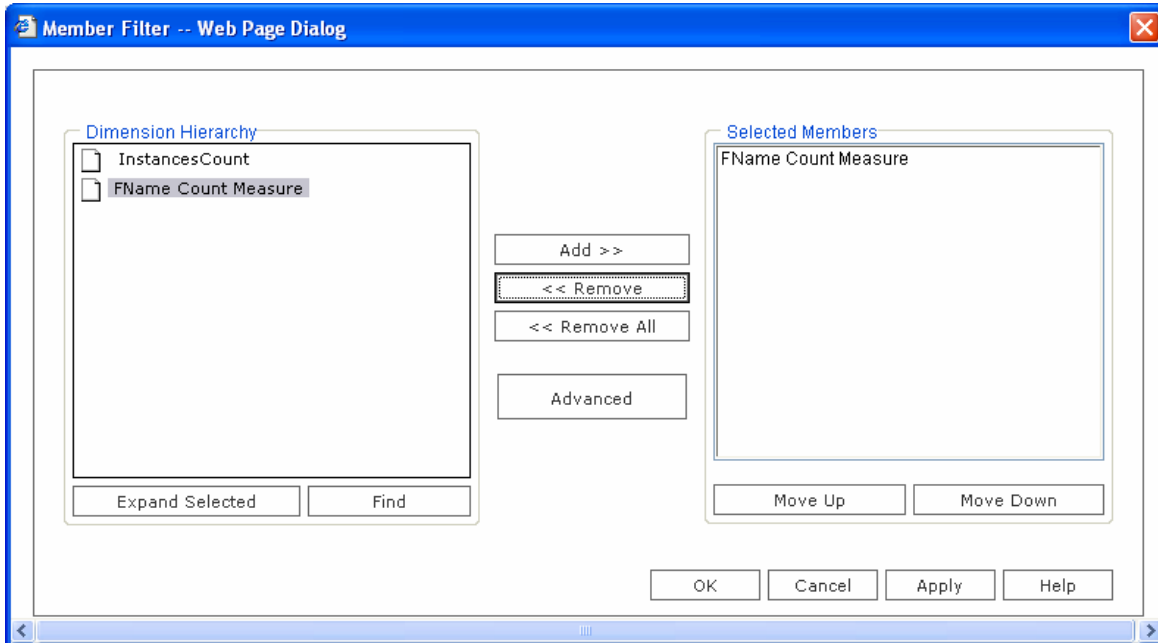 Member Filter -- Web Page Dialog
Dimension Hierarchy
InstancesCount
FName Count Measure
Expand Selected
Find
Add >>
<< Remove
<< Remove All
Advanced
Selected Members
FName Count Measure
Move Up
Move Down
OK
Cancel
Apply
Help